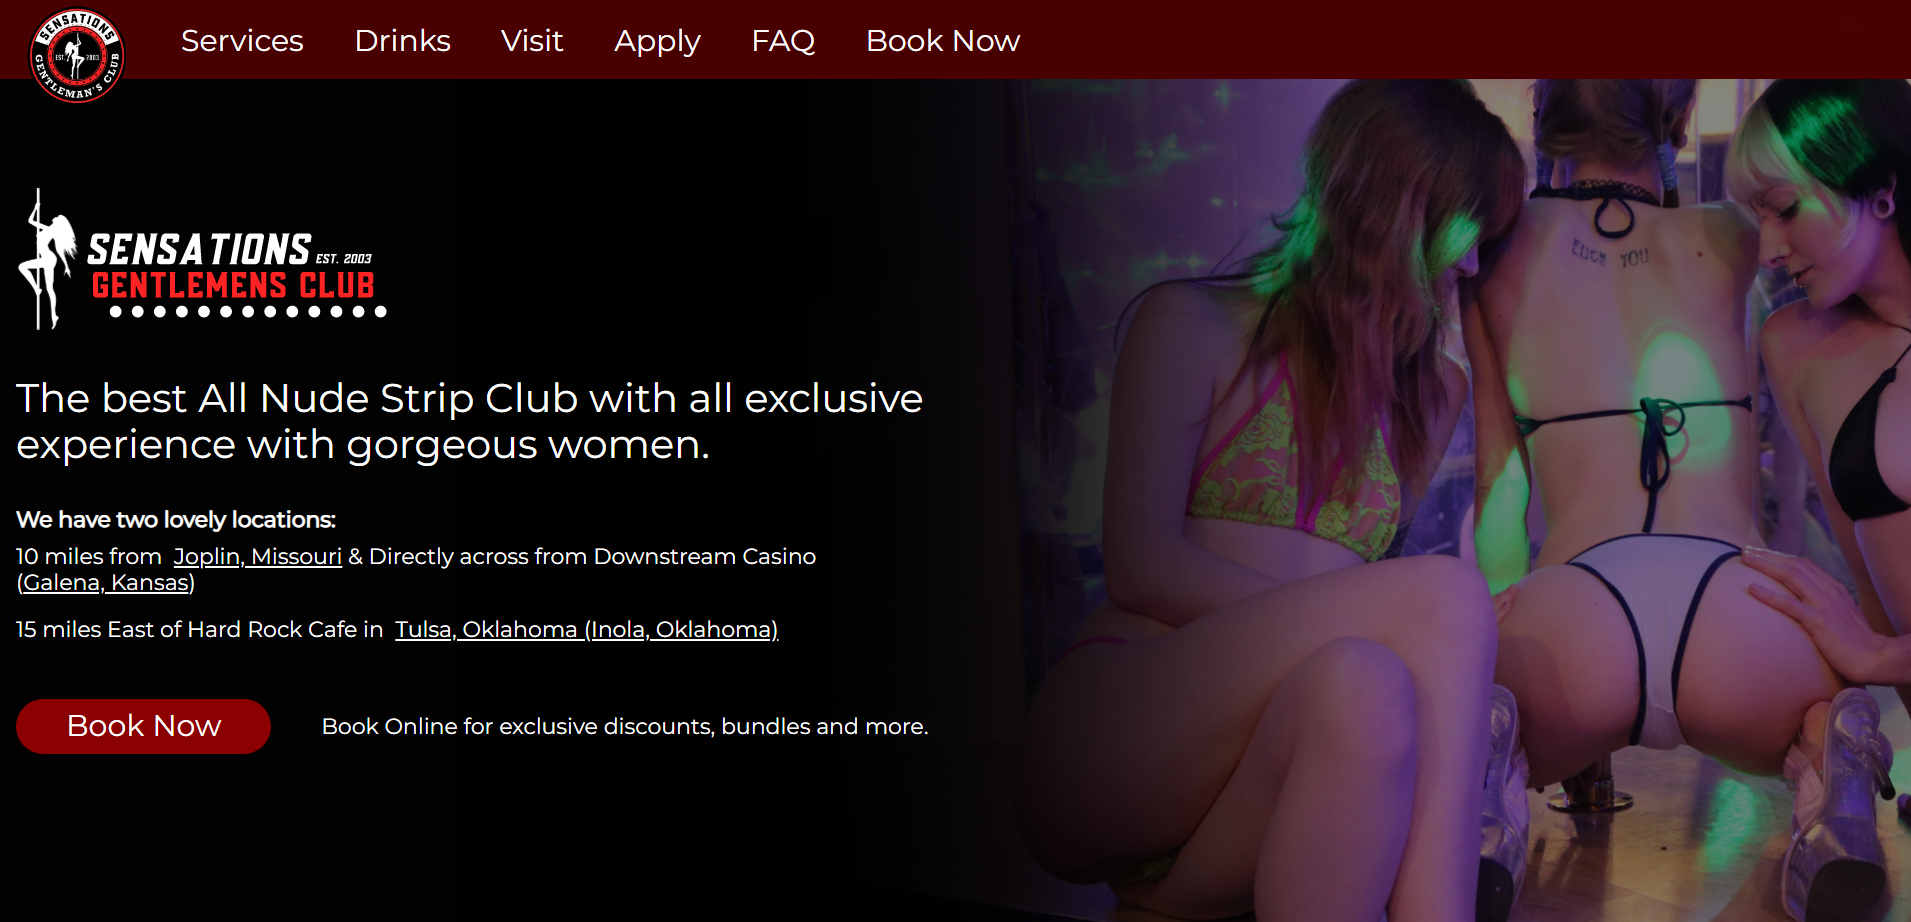 SENSATIONS
EST. 2003
GENTLEMAN'S CLUB
Services Drinks Visit Apply FAQ Book Now
SENSATIONS EST. 2003
GENTLEMENS CLUB
The best All Nude Strip Club with all exclusive
experience with gorgeous women.
We have two lovely locations:
10 miles from Joplin, Missouri & Directly across from Downstream Casino
(Galena, Kansas)
15 miles East of Hard Rock Cafe in Tulsa, Oklahoma (Inola, Oklahoma)
Book Now
Book Online for exclusive discounts, bundles and more.
FUCK YOU